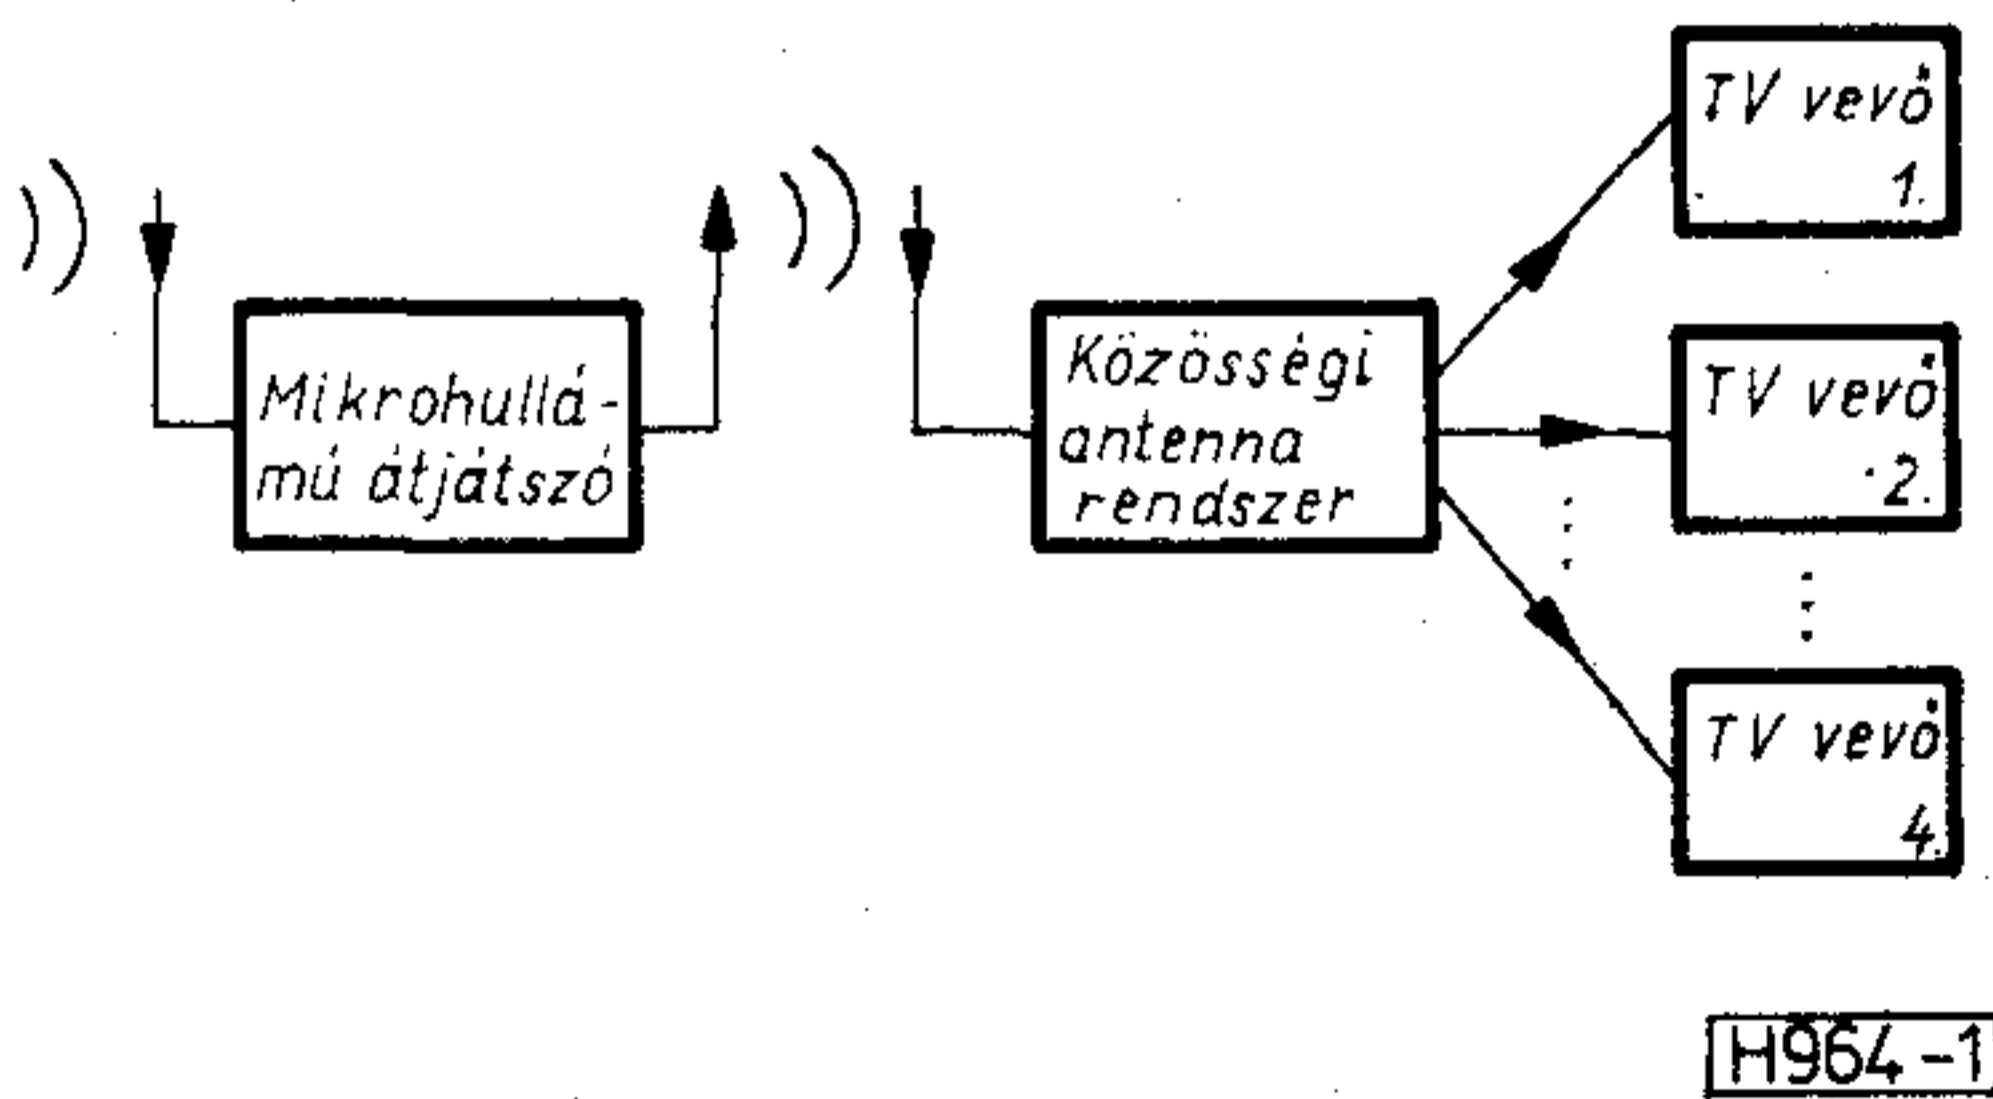 Mikrohullá-
mú átjátszó
Közösségi
antenna
rendszer
TV vevő
1.
TV vevő
2.
TV vevő
4.
H964-1